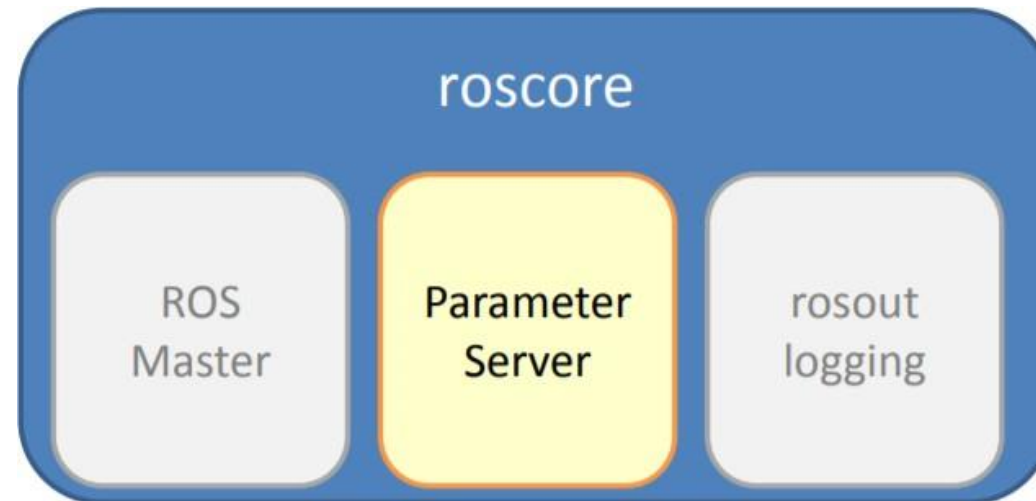 roscore
ROS
Master
Parameter
Server
rosout
logging